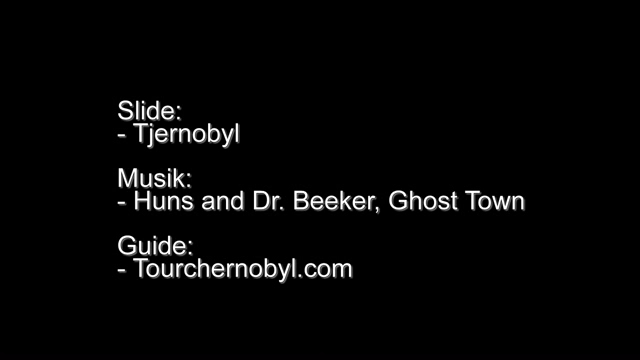 Slide:
- Tjernobyl
Musik:
- Huns and Dr. Beeker, Ghost Town
Guide:
- Tourchernobyl.com